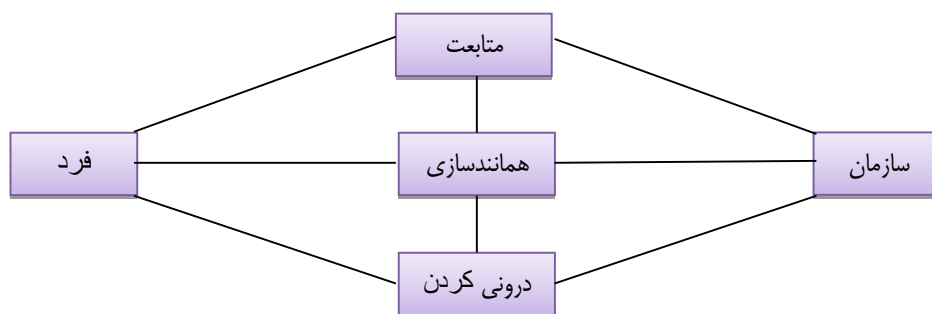 متابعت
سازمان
همانندسازی
فرد
درونی کردن